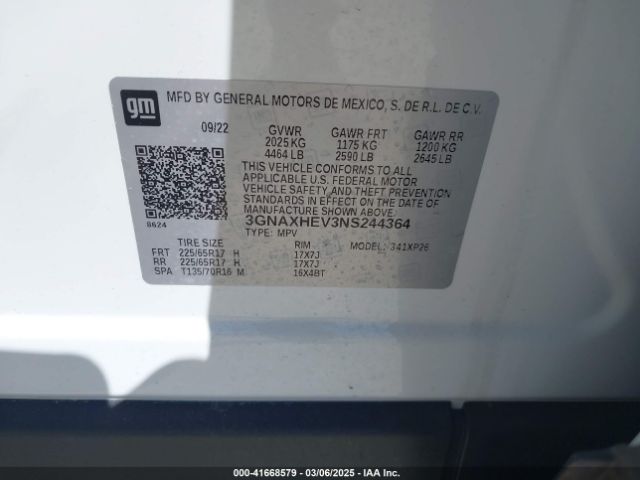 gm
MFD BY GENERAL MOTORS DE MEXICO, S. DE R.L. DE C.V.
09/22 GVWR GAWR FRT GAWR RR
2025 KG 1175 KG 1200 KG
4464 LB 2590 LB 2645 LB
THIS VEHICLE CONFORMS TO ALL
APPLICABLE U.S. FEDERAL MOTOR
VEHICLE SAFETY AND THEFT PREVENTION
STANDARDS IN EFFECT ON THE DATE OF
MANUFACTURE SHOWN ABOVE.
8624 3GNAXHEV3NS244364
TYPE: MPV
TIRE SIZE RIM MODEL: 341XP26
FRT 225/65R17 H 17X7J
RR 225/65R17 H 17X7J
SPA T135/70R16 M 16X4BT
000-41668579 — 03/06/2025 — IAA Inc.